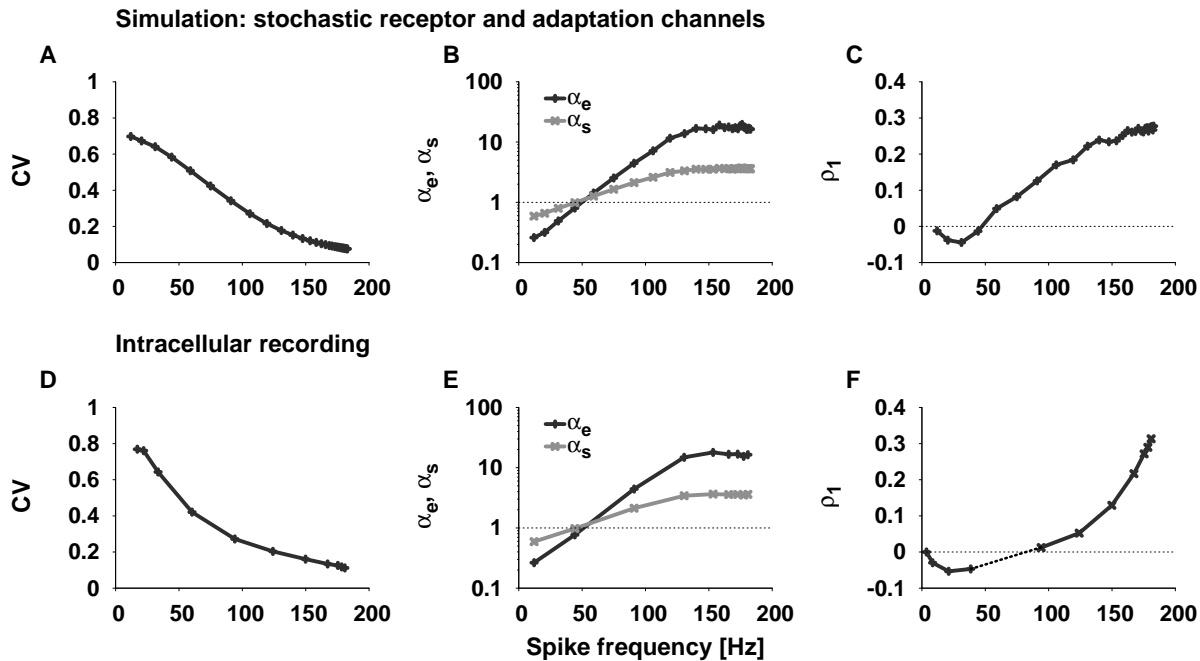 Simulation: stochastic receptor and adaptation channels
A
B
C
1
0.8
0.6
0.4
0.2
0
CV
0 50 100 150 200
100
10
1
0.1
αe, αs
αe
αs
0 50 100 150 200
0.4
0.3
0.2
0.1
0
-0.1
ρ1
0 50 100 150 200
Intracellular recording
D
E
F
1
0.8
0.6
0.4
0.2
0
CV
0 50 100 150 200
100
10
1
0.1
αe, αs
αe
αs
0 50 100 150 200
0.4
0.3
0.2
0.1
0
-0.1
ρ1
0 50 100 150 200
Spike frequency [Hz]